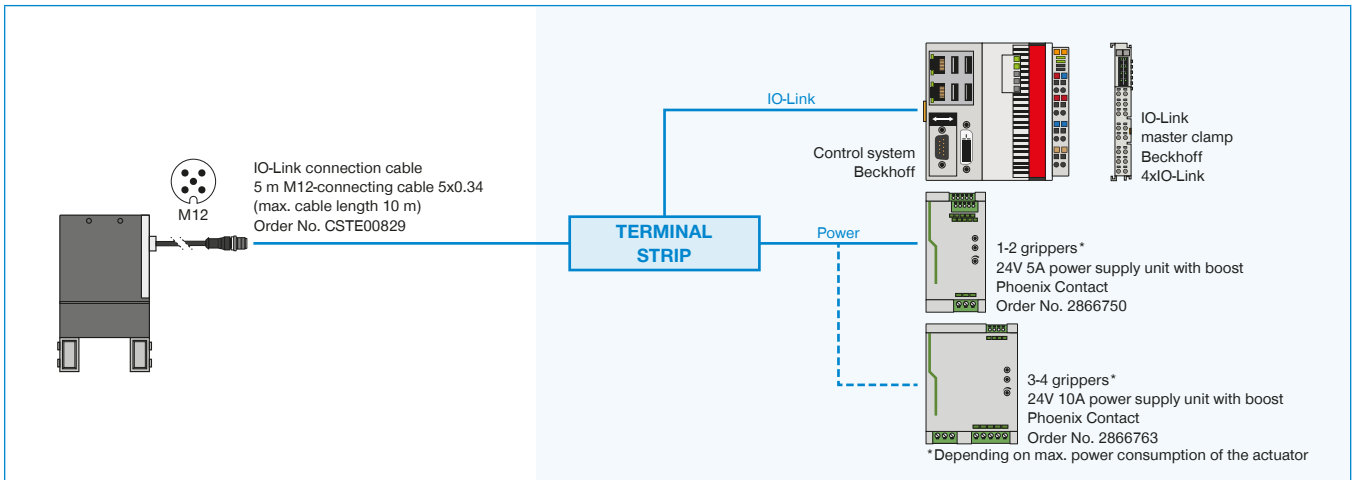 M12
IO-Link connection cable
5 m M12-connecting cable 5x0.34
(max. cable length 10 m)
Order No. CSTE00829
TERMINAL
STRIP
IO-Link
Power
Control system
Beckhoff
IO-Link
master clamp
Beckhoff
4xIO-Link
1-2 grippers*
24V 5A power supply unit with boost
Phoenix Contact
Order No. 2866750
3-4 grippers*
24V 10A power supply unit with boost
Phoenix Contact
Order No. 2866763
*Depending on max. power consumption of the actuator